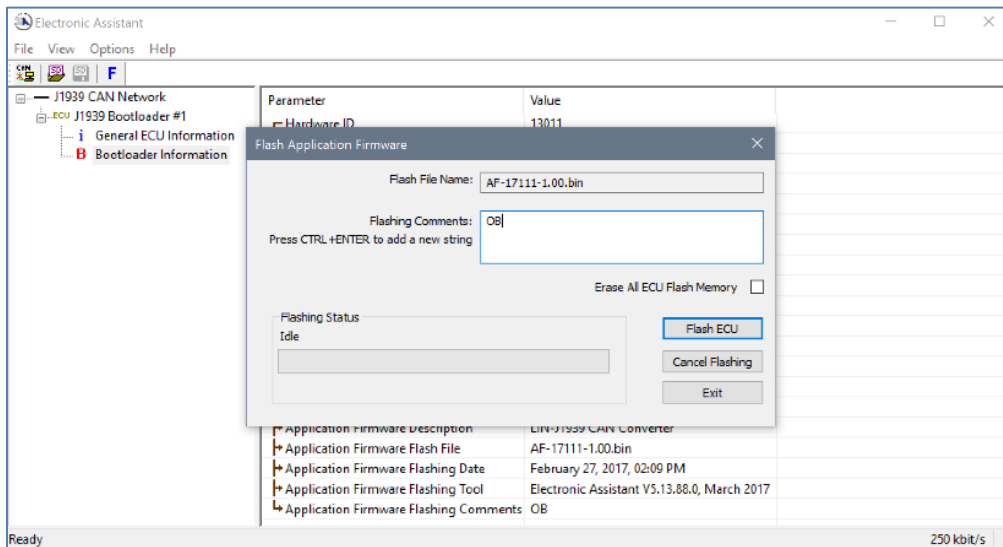 Electronic Assistant
File View Options Help
CAN SD SD F
J1939 CAN Network
ECU J1939 Bootloader #1
i General ECU Information
B Bootloader Information
Parameter Value
Hardware ID 13011
Flash Application Firmware
Flash File Name: AF-17111-1.00.bin
Flashing Comments: OB
Press CTRL+ENTER to add a new string
Erase All ECU Flash Memory
Flashing Status
Idle
Flash ECU
Cancel Flashing
Exit
Application Firmware Description LIN-J1939 CAN Converter
Application Firmware Flash File AF-17111-1.00.bin
Application Firmware Flashing Date February 27, 2017, 02:09 PM
Application Firmware Flashing Tool Electronic Assistant V5.13.88.0, March 2017
Application Firmware Flashing Comments OB
Ready 250 kbit/s